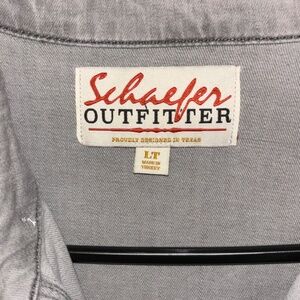 Schaefer
OUTFITTER
PROUDLY DESIGNED IN TEXAS
LT
MADE IN
TURKEY